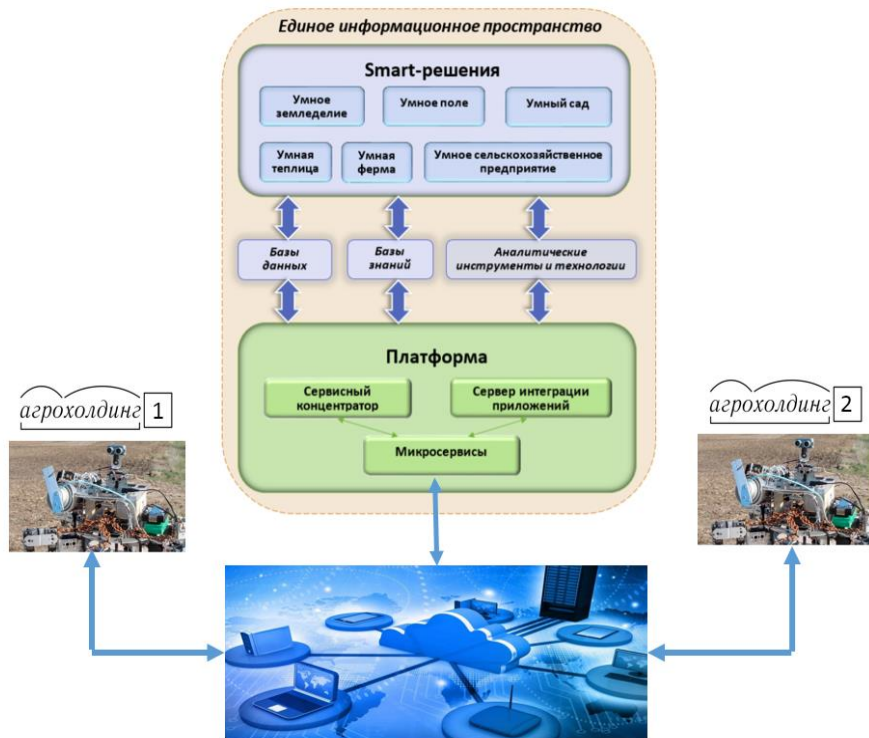 Единое информационное пространство
Smart-решения
Умное
земледелие
Умное поле
Умный сад
Умная
теплица
Умная
ферма
Умное сельскохозяйственное
предприятие
Базы
данных
Базы
знаний
Аналитические
инструменты и технологии
Платформа
Сервисный
концентратор
Сервер интеграции
приложений
Микросервисы
агрохолдинг 1
агрохолдинг 2